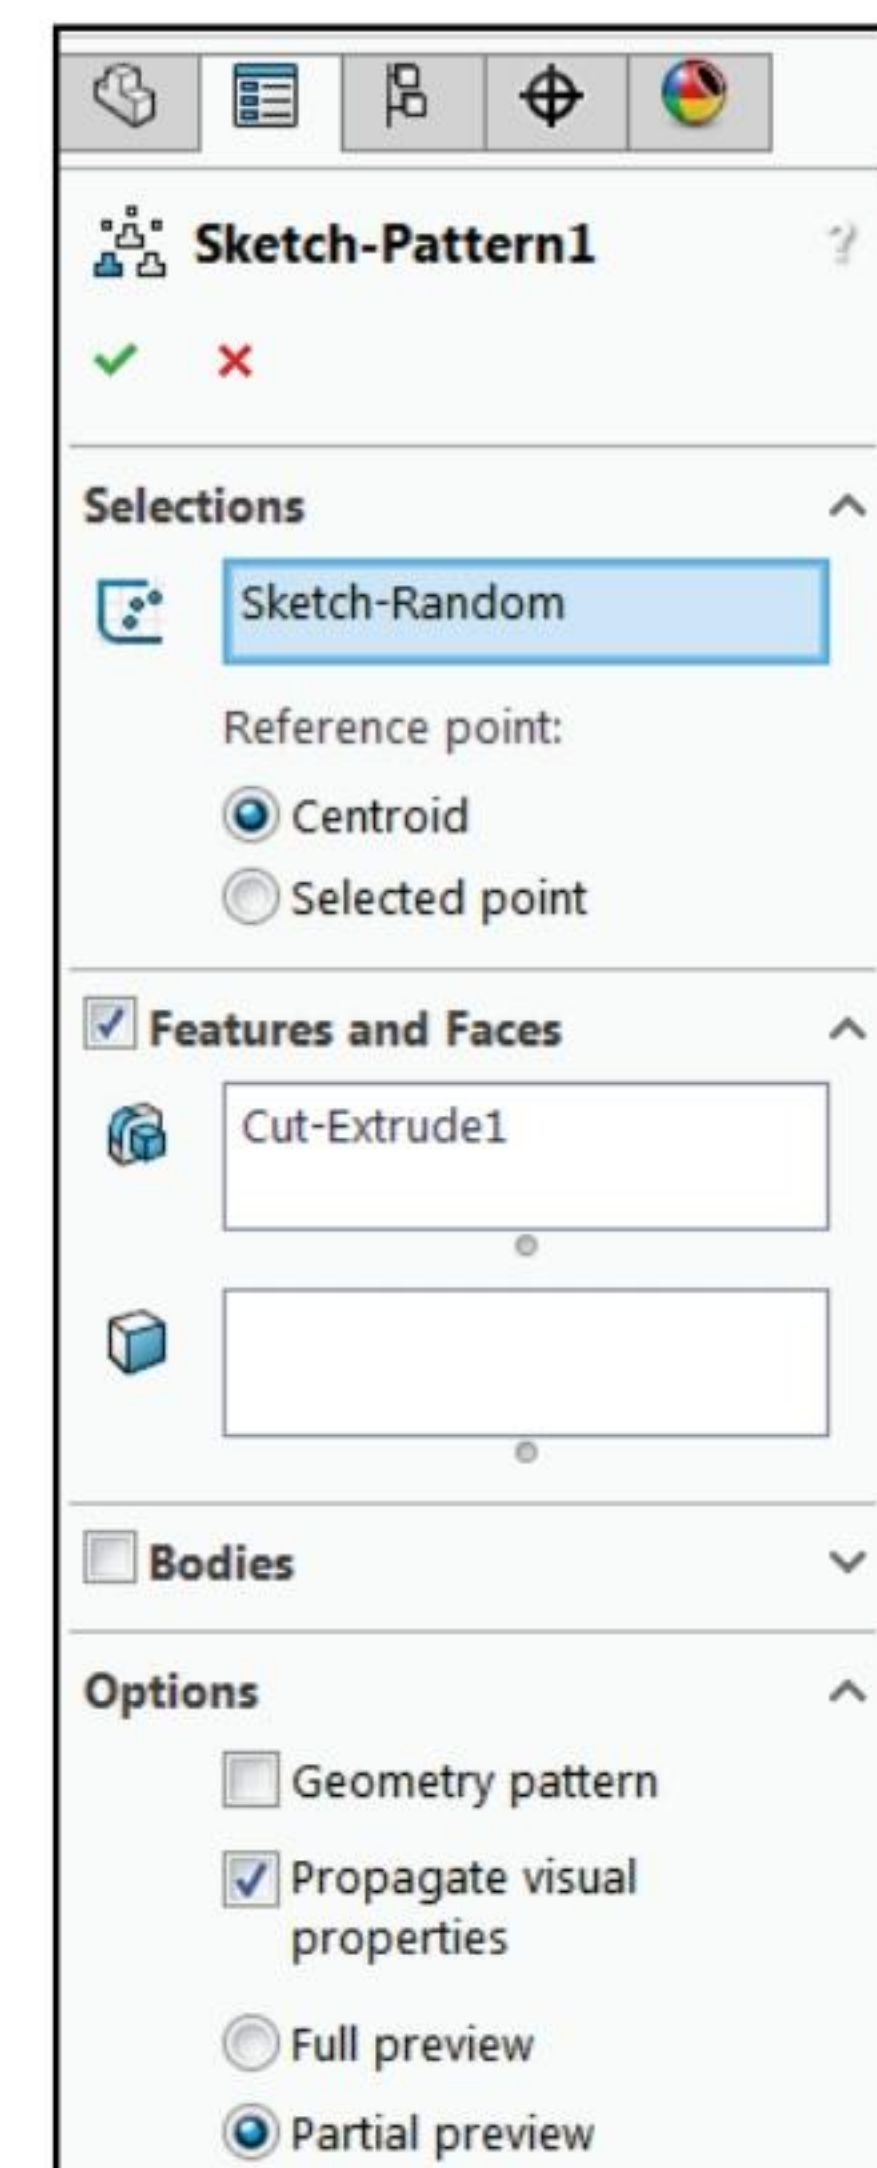 Sketch-Pattern1
?
Selections
Sketch-Random
Reference point:
Centroid
Selected point
Features and Faces
Cut-Extrude1
Bodies
Options
Geometry pattern
Propagate visual
properties
Full preview
Partial preview